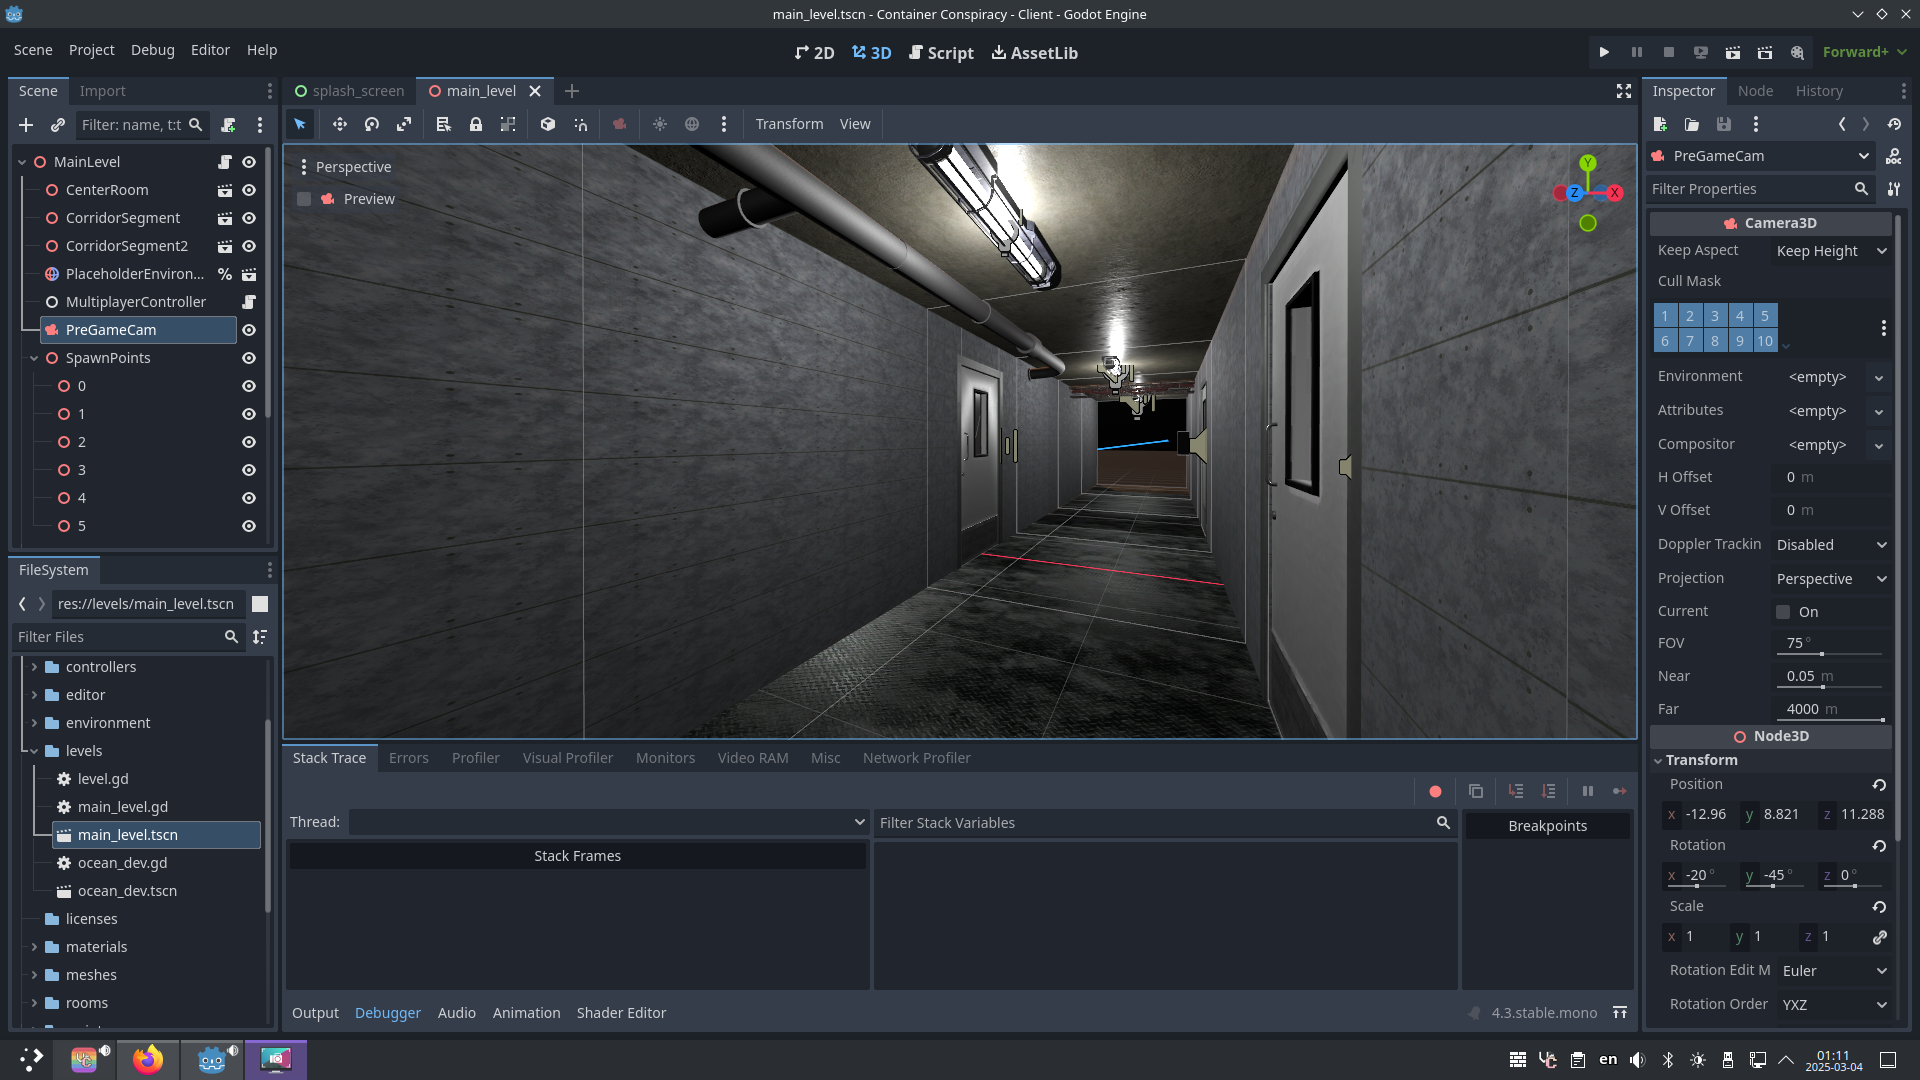 main_level.tscn - Container Conspiracy - Client - Godot Engine
Scene Project Debug Editor Help
2D 3D Script AssetLib
Forward+
Scene Import
Filter: name, t:t
MainLevel
CenterRoom
CorridorSegment
CorridorSegment2
PlaceholderEnviron...
MultiplayerController
PreGameCam
SpawnPoints
0
1
2
3
4
5
FileSystem
res://levels/main_level.tscn
Filter Files
controllers
editor
environment
levels
level.gd
main_level.gd
main_level.tscn
ocean_dev.gd
ocean_dev.tscn
licenses
materials
meshes
rooms
splash_screen main_level
Transform View
Perspective
Preview
Y
Z X
Stack Trace Errors Profiler Visual Profiler Monitors Video RAM Misc Network Profiler
Thread:
Filter Stack Variables
Breakpoints
Stack Frames
Output Debugger Audio Animation Shader Editor
4.3.stable.mono
Inspector Node History
PreGameCam
DOC
Filter Properties
Camera3D
Keep Aspect Keep Height
Cull Mask
1 2 3 4 5
6 7 8 9 10
Environment <empty>
Attributes <empty>
Compositor <empty>
H Offset 0 m
V Offset 0 m
Doppler Trackin Disabled
Projection Perspective
Current On
FOV 75 °
Near 0.05 m
Far 4000 m
Node3D
Transform
Position
x -12.96 y 8.821 z 11.288
Rotation
x -20 ° y -45 ° z 0 °
Scale
x 1 y 1 z 1
Rotation Edit M Euler
Rotation Order YXZ
en
01:11
2025-03-04